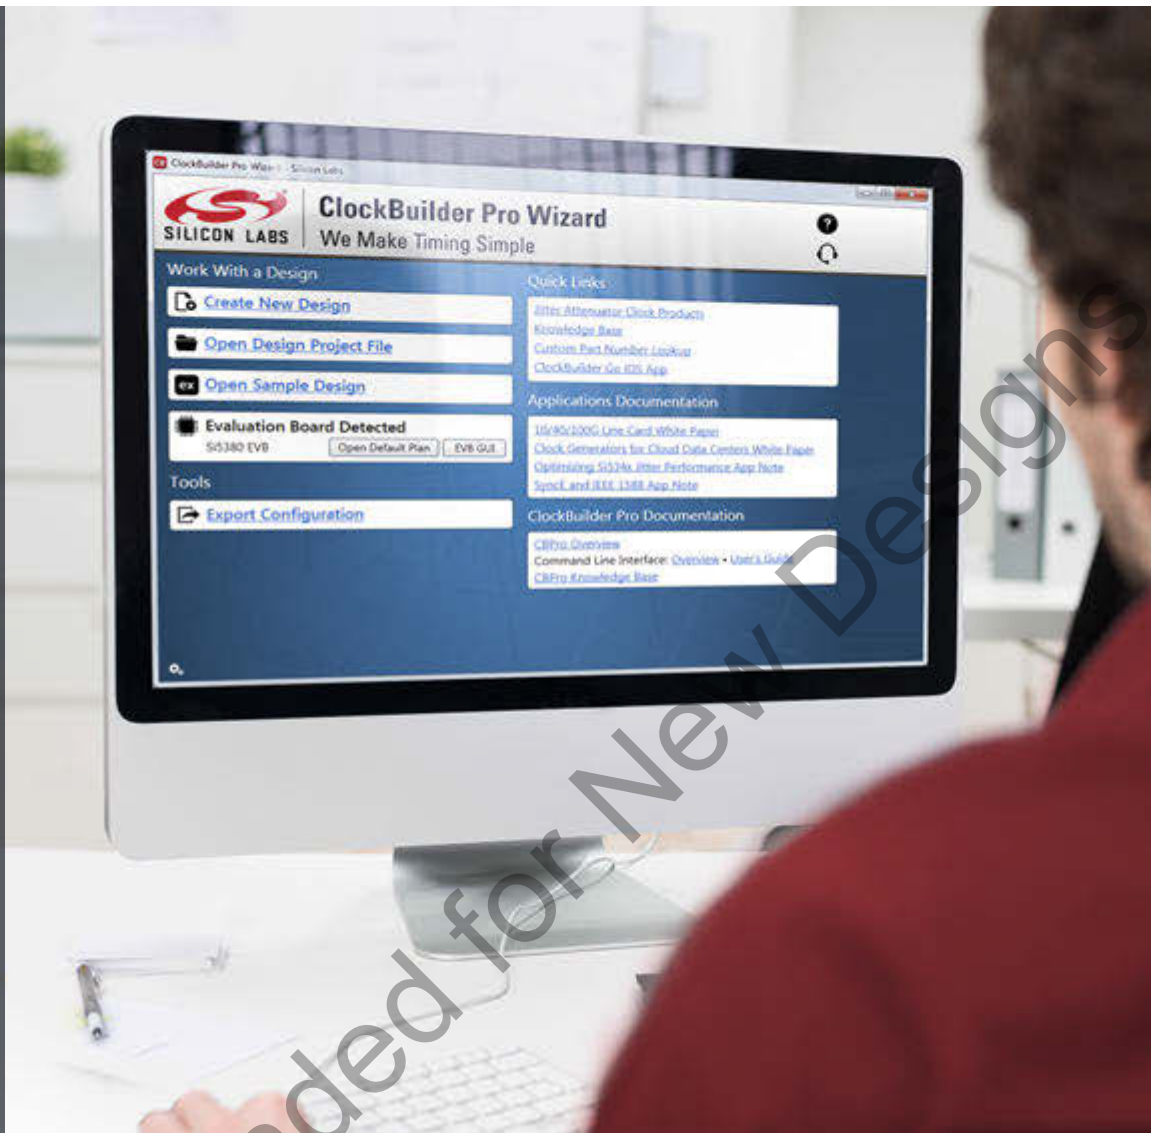 ClockBuilder Pro Wizard - Silicon Labs
SILICON LABS
ClockBuilder Pro Wizard
We Make Timing Simple
Work With a Design
Create New Design
Open Design Project File
ex Open Sample Design
Evaluation Board Detected
Si5380 EVB
Open Default Plan
EVB GUI
Tools
Export Configuration
?
Quick Links
Jitter Attenuator Clock Products
Knowledge Base
Custom Part Number Lookup
ClockBuilder Go iOS App
Applications Documentation
10/40/100G Line Card White Paper
Clock Generators for Cloud Data Centers White Paper
Optimizing Si534x Jitter Performance App Note
SyncE and IEEE 1588 App Note
ClockBuilder Pro Documentation
CBPro Overview
Command Line Interface: Overview • User's Guide
CBPro Knowledge Base
ded for New Designs